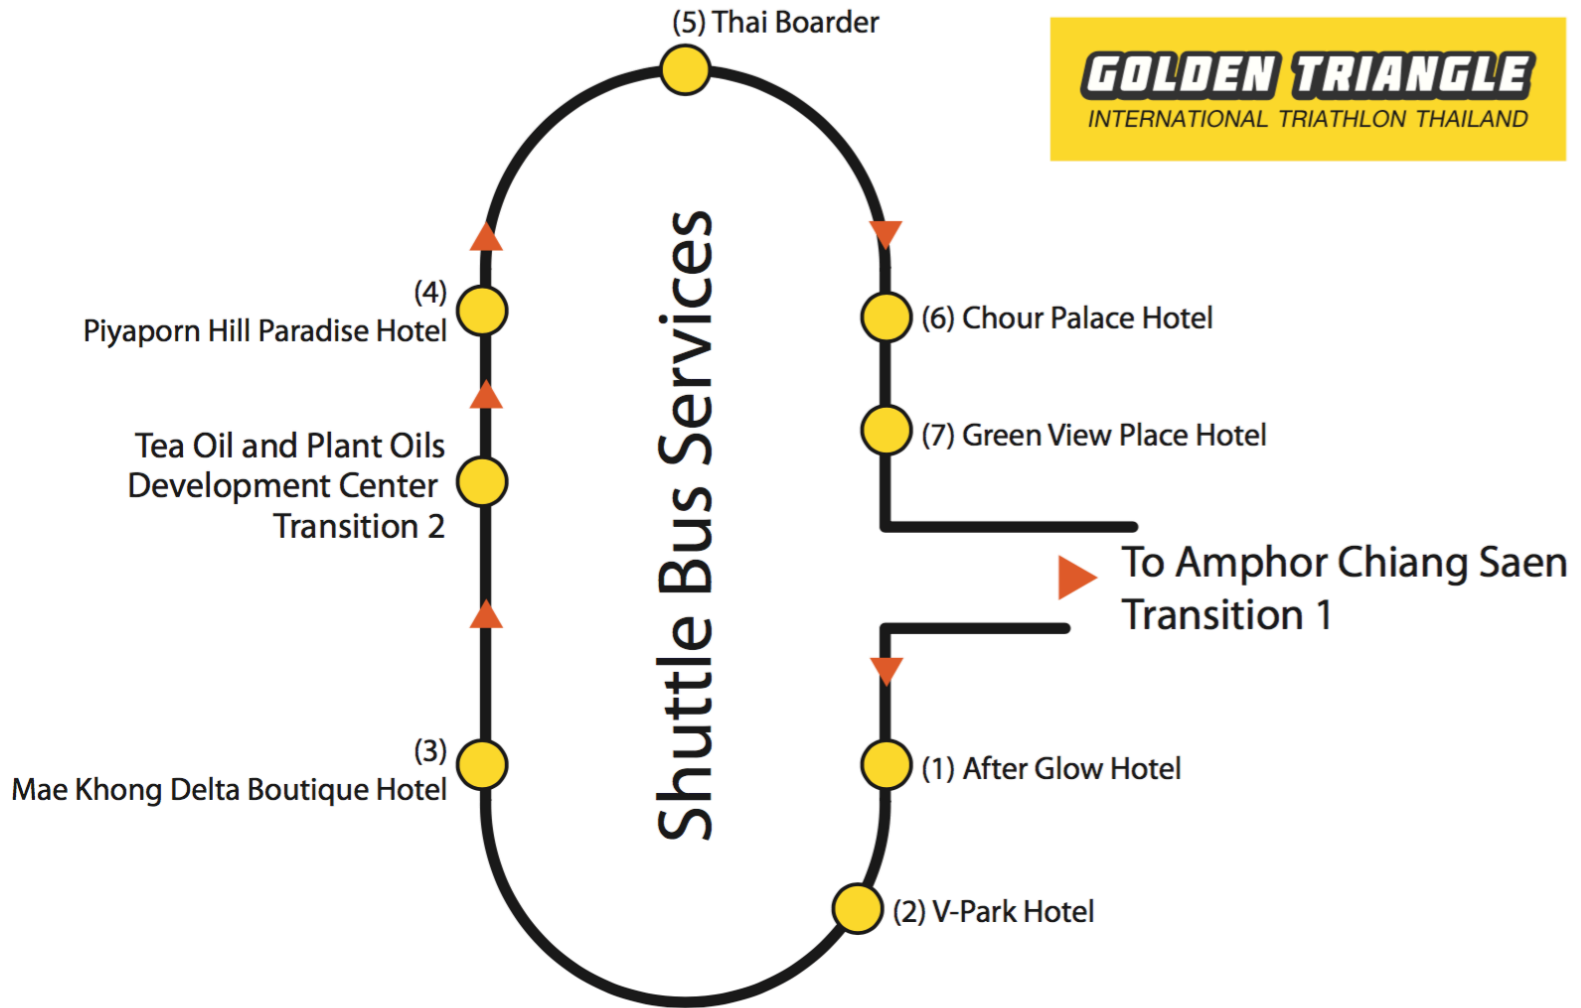 (5) Thai Boarder
GOLDEN TRIANGLE
INTERNATIONAL TRIATHLON THAILAND
(4)
Piyaporn Hill Paradise Hotel
(6) Chour Palace Hotel
Tea Oil and Plant Oils
Development Center
Transition 2
(7) Green View Place Hotel
Shuttle Bus Services
To Amphor Chiang Saen
Transition 1
(3)
Mae Khong Delta Boutique Hotel
(1) After Glow Hotel
(2) V-Park Hotel